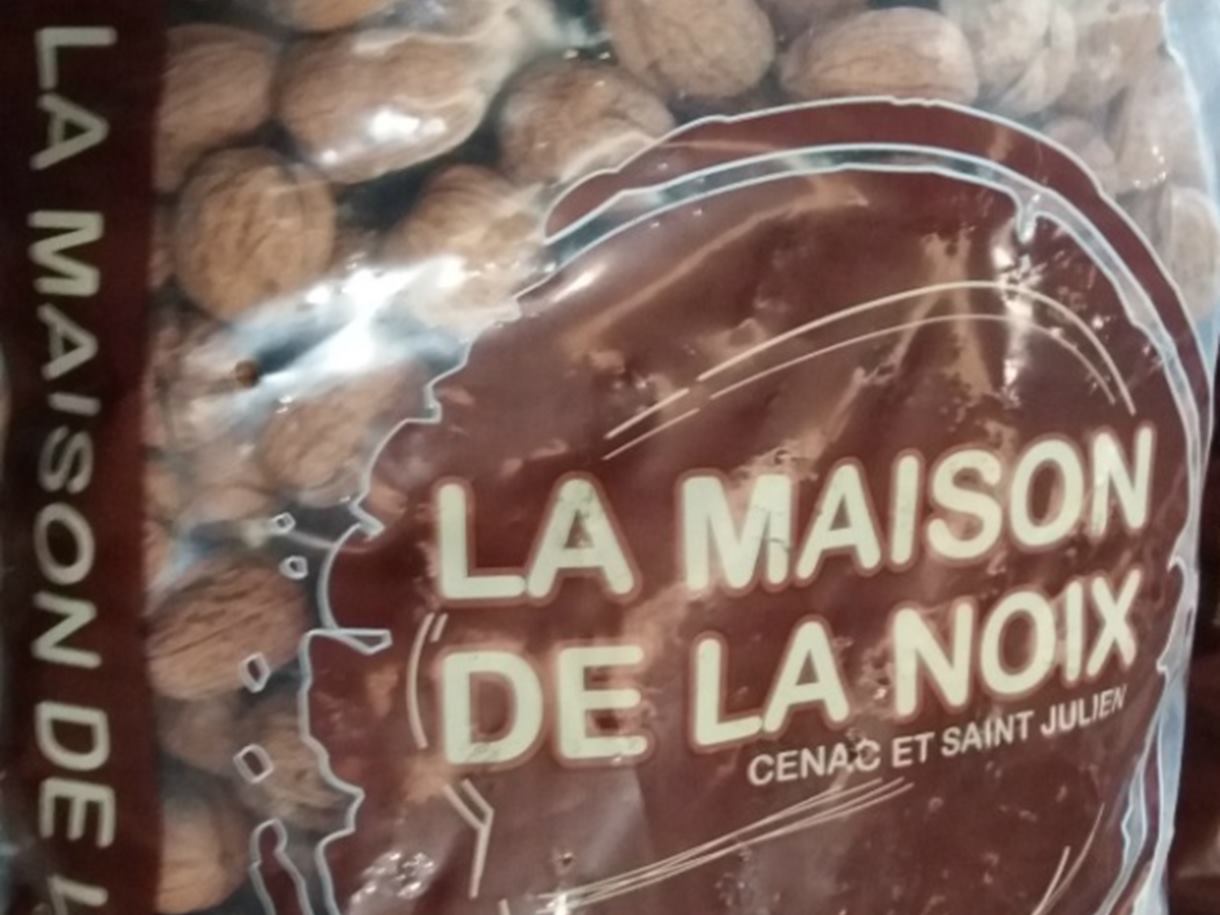 LA MAISON DE L
LA MAISON
DE LA NOIX
CENAC ET SAINT JULIEN